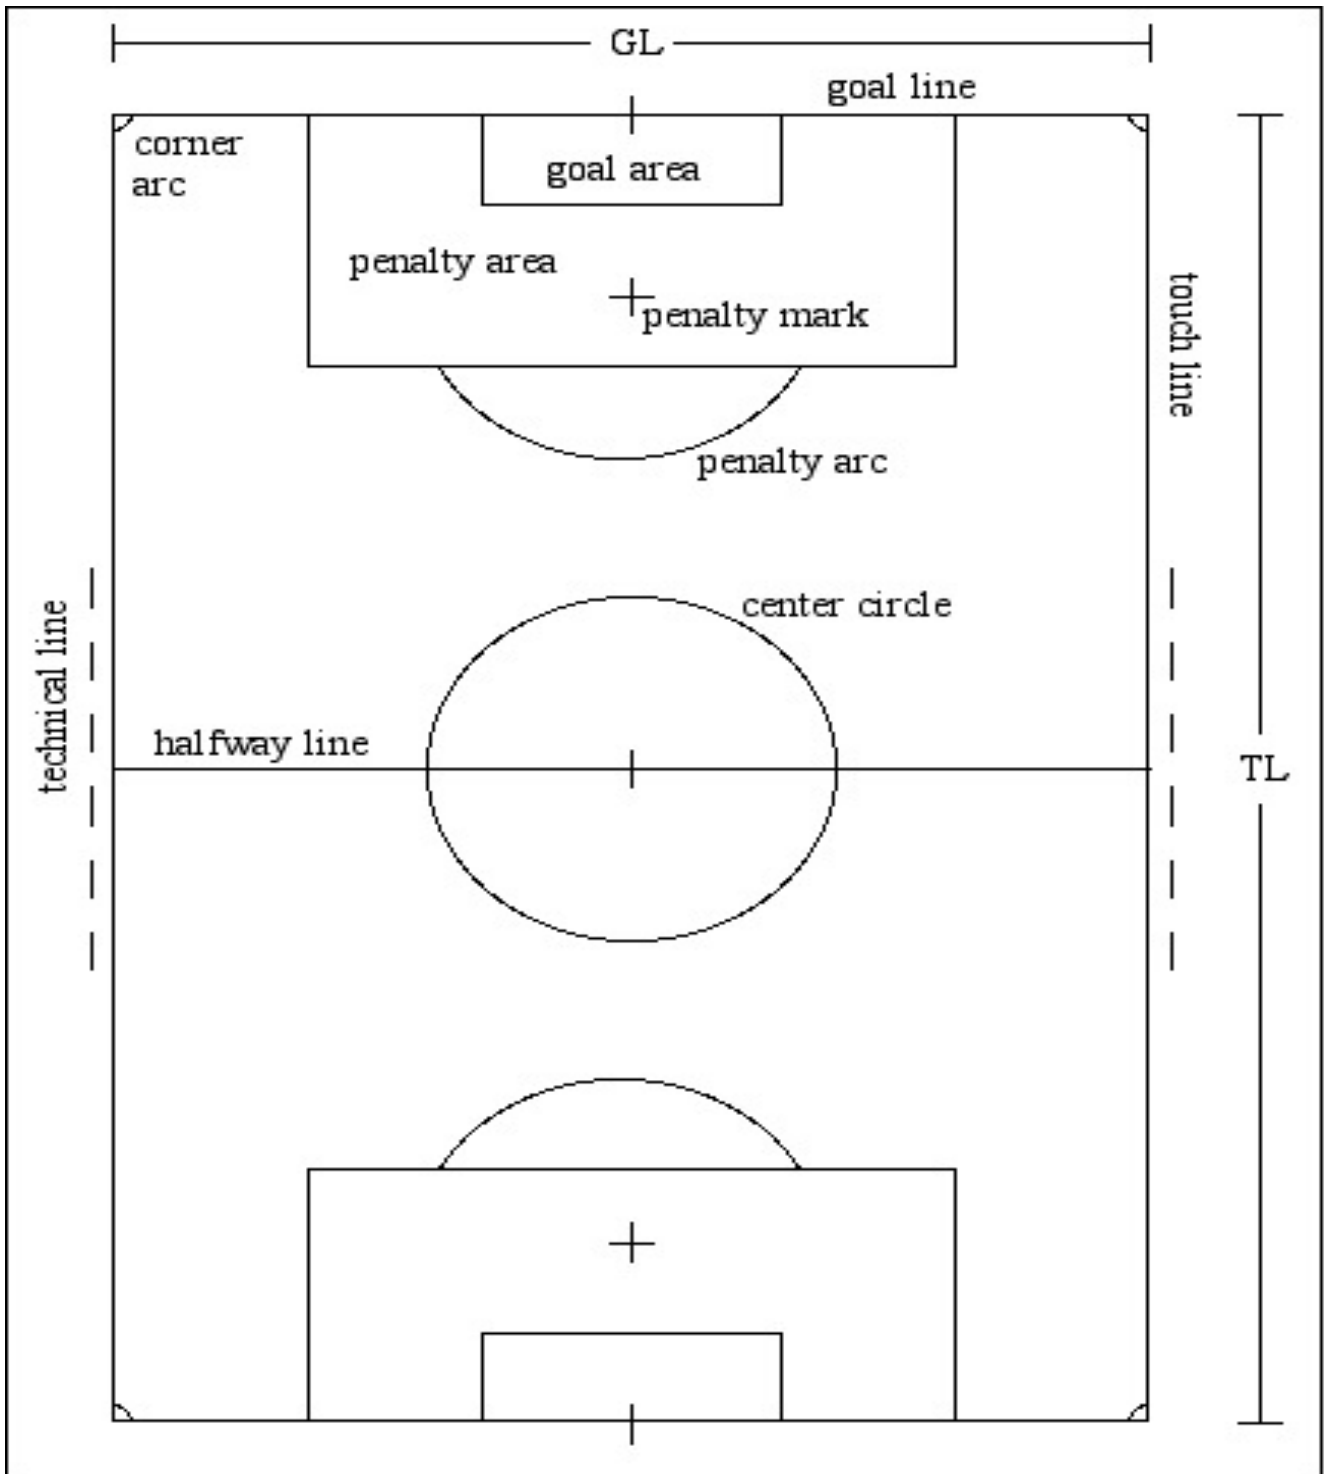 GL
goal line
corner
arc
goal area
penalty area
penalty mark
touch line
penalty arc
center circle
technical line
halfway line
TL